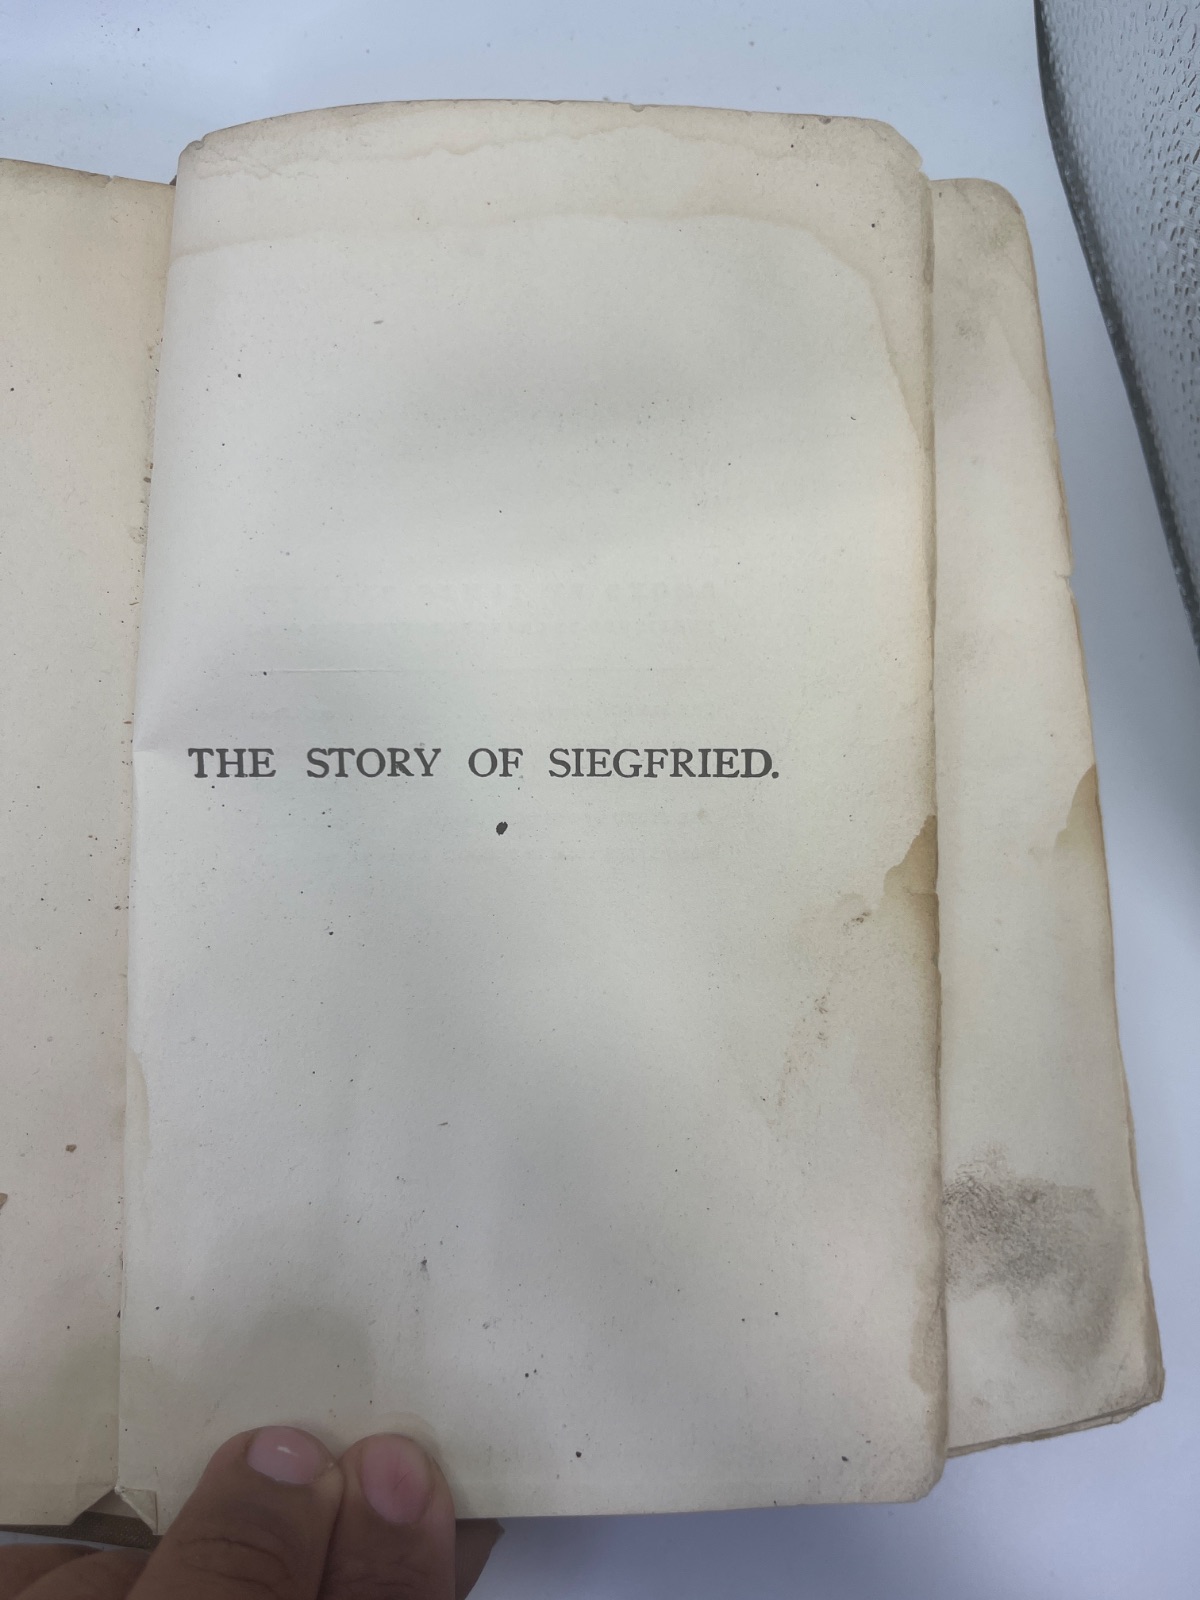 THE STORY OF SIEGFRIED.